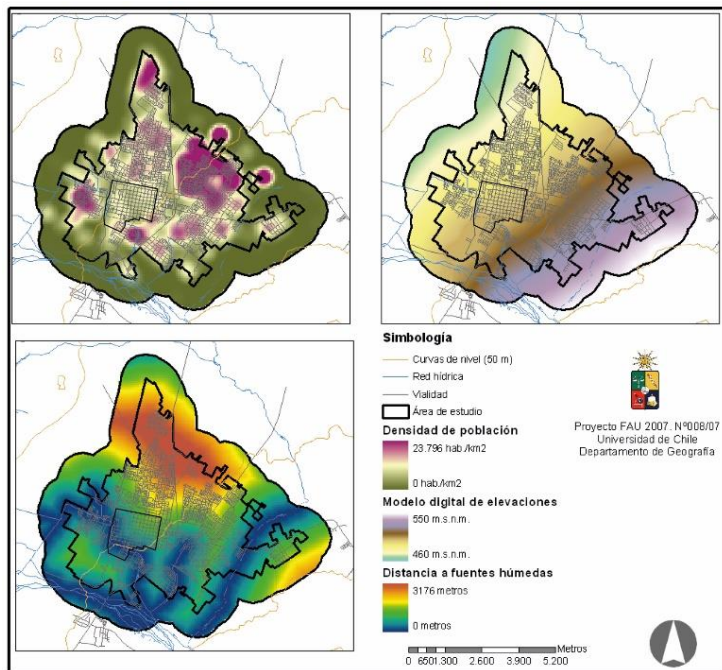 Simbología
Curvas de nivel (50 m)
Red hídrica
Vialidad
Área de estudio
Densidad de población
23.796 hab./km2
0 hab./km2
Modelo digital de elevaciones
550 m.s.n.m.
460 m.s.n.m.
Distancia a fuentes húmedas
3176 metros
0 metros
Proyecto FAU 2007. Nº008/07
Universidad de Chile
Departamento de Geografía
Metros
0 650 1.300 2.600 3.900 5.200